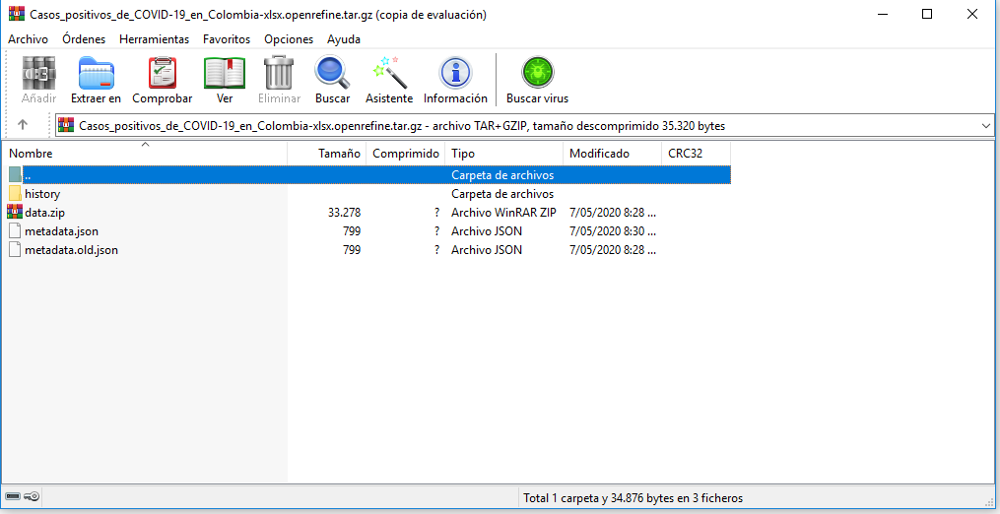 Casos_positivos_de_COVID-19_en_Colombia-xlsx.openrefine.tar.gz (copia de evaluación)
Archivo Órdenes Herramientas Favoritos Opciones Ayuda
Añadir Extraer en Comprobar Ver Eliminar Buscar Asistente Información Buscar virus
Casos_positivos_de_COVID-19_en_Colombia-xlsx.openrefine.tar.gz - archivo TAR+GZIP, tamaño descomprimido 35.320 bytes
Nombre Tamaño Comprimido Tipo Modificado CRC32
.. Carpeta de archivos
history Carpeta de archivos
data.zip 33.278 ? Archivo WinRAR ZIP 7/05/2020 8:28 ...
metadata.json 799 ? Archivo JSON 7/05/2020 8:30 ...
metadata.old.json 799 ? Archivo JSON 7/05/2020 8:28 ...
Total 1 carpeta y 34.876 bytes en 3 ficheros